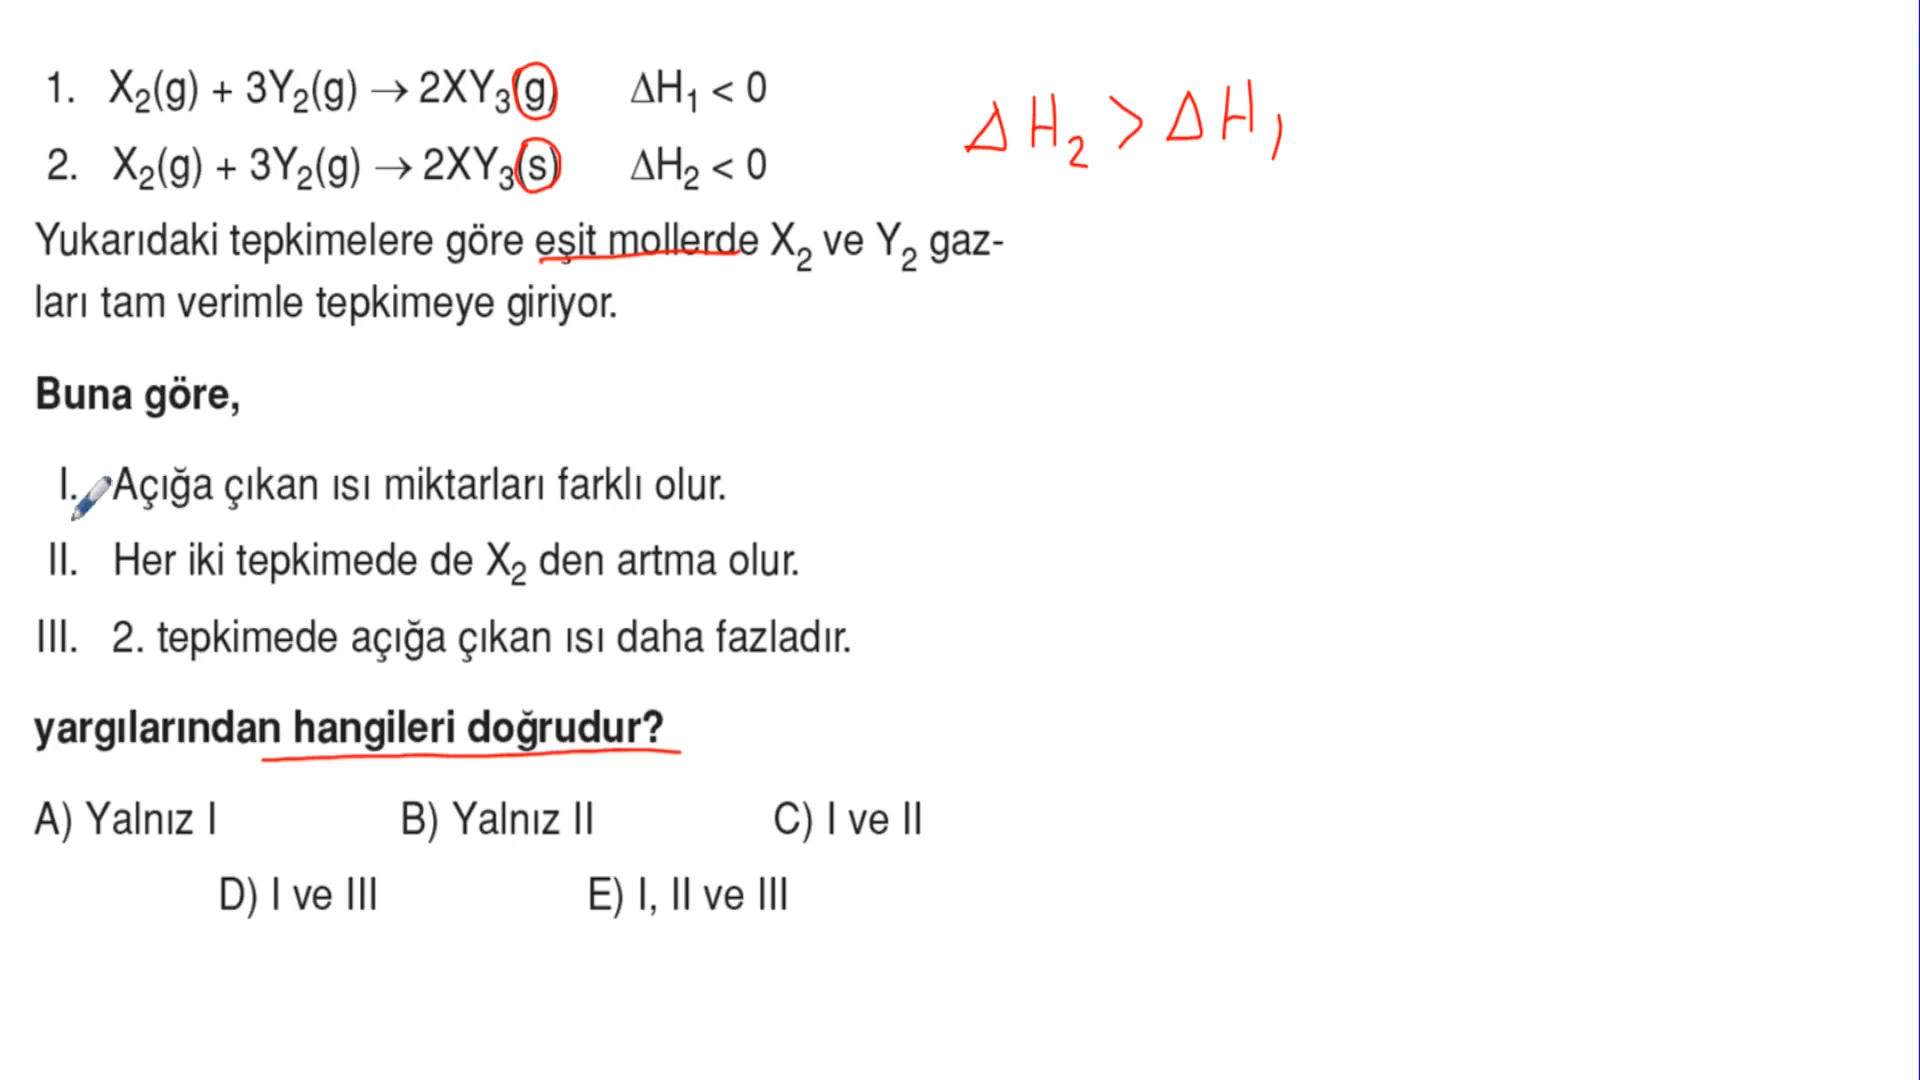 1. X₂(g) + 3Y₂(g) → 2XY₃(g) ΔH₁ < 0
ΔH₂ > ΔH₁
2. X₂(g) + 3Y₂(g) → 2XY₃(s) ΔH₂ < 0
Yukarıdaki tepkimelere göre eşit mollerde X₂ ve Y₂ gaz-
ları tam verimle tepkimeye giriyor.
Buna göre,
I. Açığa çıkan ısı miktarları farklı olur.
II. Her iki tepkimede de X₂ den artma olur.
III. 2. tepkimede açığa çıkan ısı daha fazladır.
yargılarından hangileri doğrudur?
A) Yalnız I B) Yalnız II C) I ve II
D) I ve III E) I, II ve III